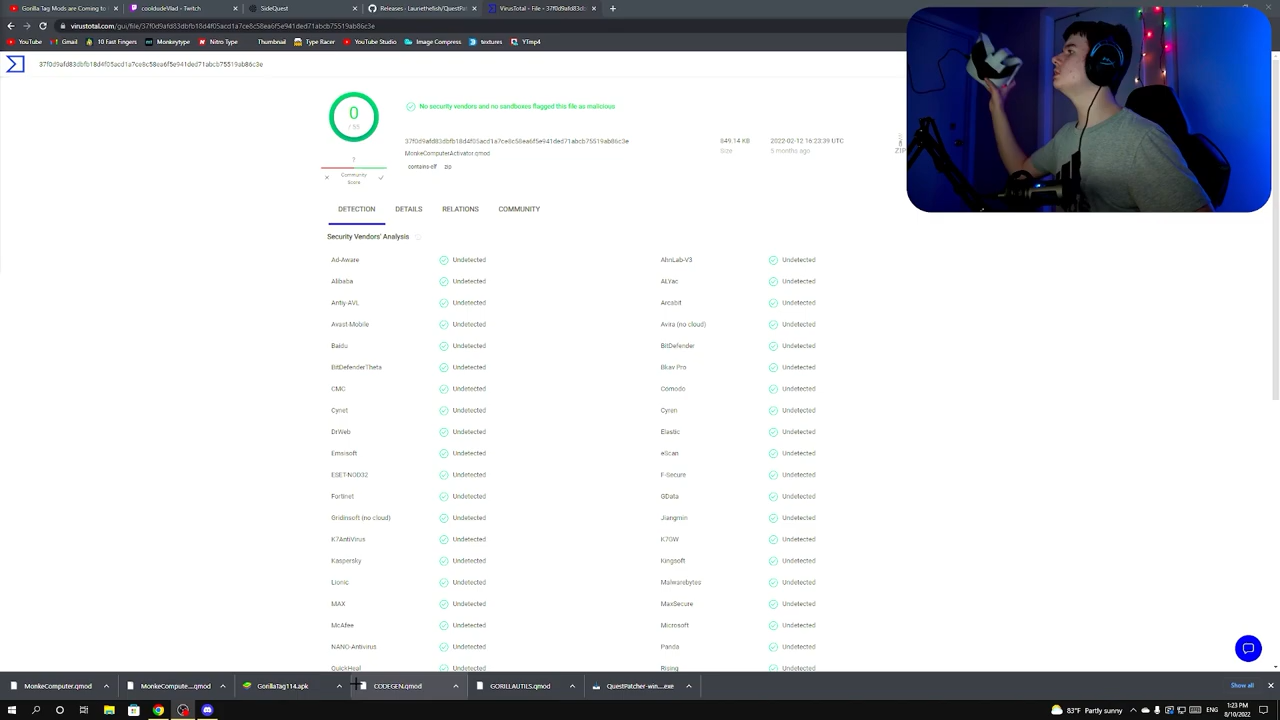 Gorilla Tag Mods for Quest
cookdudeVlad - Twitch
SideQuest
Releases · Lauriethefish/QuestPat
VirusTotal - File - 37f0d9afd83db
virustotal.com/gui/file/37f0d9afd83dbfb18d4f05acd1a7ce8c58ea6f5e941ded71abcb75519ab86c3e
YouTube
Gmail
10 Fast Fingers
Monkeytype
Nitro Type
Thumbnail
Type Racer
YouTube Studio
Image Compress
textures
YTmp4
37f0d9afd83dbfb18d4f05acd1a7ce8c58ea6f5e941ded71abcb75519ab86c3e
0
/ 55
No security vendors and no sandboxes flagged this file as malicious
37f0d9afd83dbfb18d4f05acd1a7ce8c58ea6f5e941ded71abcb75519ab86c3e
MonkeComputerActivator.qmod
contains-elf zip
849.14 KB
Size
2022-02-12 16:23:39 UTC
5 months ago
ZIP
?
Community
Score
DETECTION
DETAILS
RELATIONS
COMMUNITY
Security Vendors' Analysis
Ad-Aware Undetected AhnLab-V3 Undetected
Alibaba Undetected ALYac Undetected
Antiy-AVL Undetected Arcabit Undetected
Avast-Mobile Undetected Avira (no cloud) Undetected
Baidu Undetected BitDefender Undetected
BitDefenderTheta Undetected Bkav Pro Undetected
CMC Undetected Comodo Undetected
Cynet Undetected Cyren Undetected
DrWeb Undetected Elastic Undetected
Emsisoft Undetected eScan Undetected
ESET-NOD32 Undetected F-Secure Undetected
Fortinet Undetected GData Undetected
Gridinsoft (no cloud) Undetected Jiangmin Undetected
K7AntiVirus Undetected K7GW Undetected
Kaspersky Undetected Kingsoft Undetected
Lionic Undetected Malwarebytes Undetected
MAX Undetected MaxSecure Undetected
McAfee Undetected Microsoft Undetected
NANO-Antivirus Undetected Panda Undetected
QuickHeal Undetected Rising Undetected
MonkeComputer.qmod
MonkeCompute....qmod
GorillaTag114.apk
CODEGEN.qmod
GORILLAUTILS.qmod
QuestPatcher-win....exe
Show all
83°F Partly sunny
ENG
1:23 PM
8/10/2022